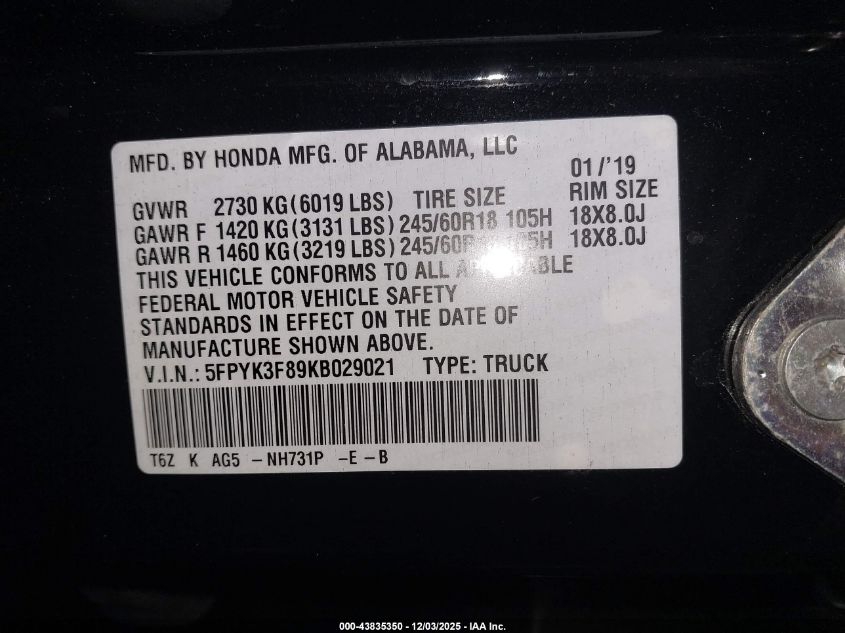 MFD. BY HONDA MFG. OF ALABAMA, LLC 01/'19
GVWR 2730 KG(6019 LBS) TIRE SIZE RIM SIZE
GAWR F 1420 KG(3131 LBS) 245/60R18 105H 18X8.0J
GAWR R 1460 KG(3219 LBS) 245/60R 18X8.0J
THIS VEHICLE CONFORMS TO ALL
FEDERAL MOTOR VEHICLE SAFETY
STANDARDS IN EFFECT ON THE DATE OF
MANUFACTURE SHOWN ABOVE.
V.I.N.: 5FPYK3F89KB029021 TYPE: TRUCK
T6Z K AG5 -NH731P -E -B
000-43835350 - 12/03/2025 - IAA Inc.